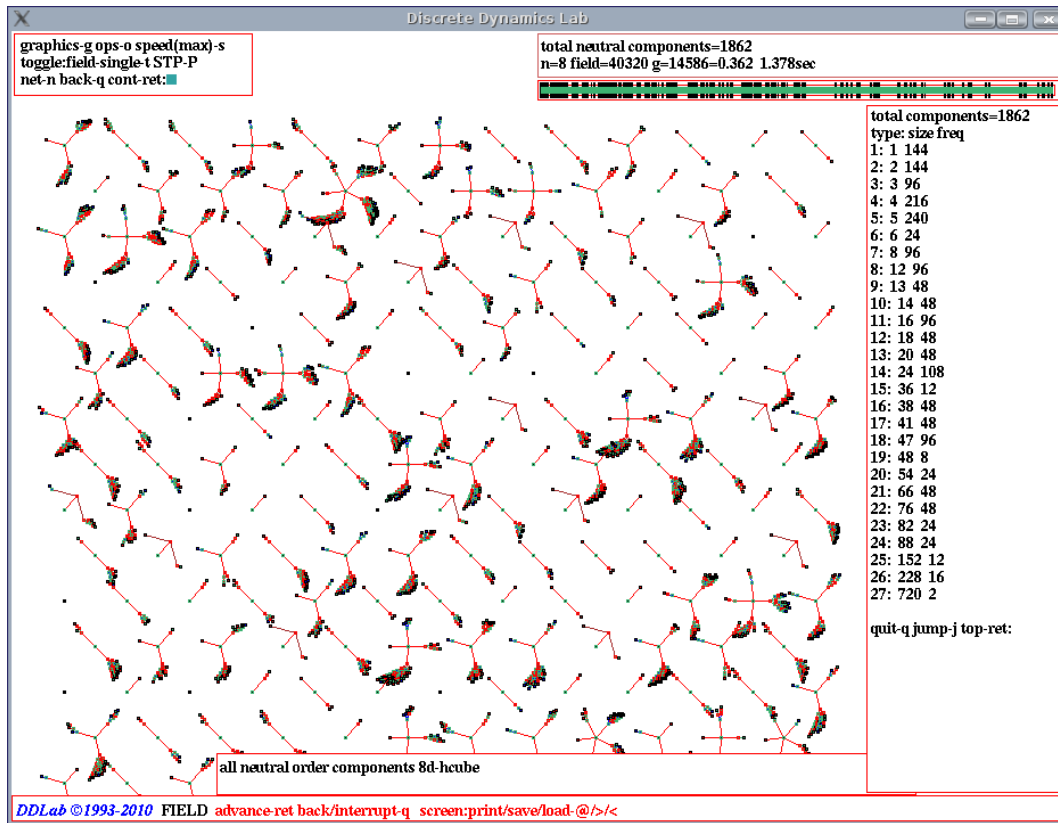 Discrete Dynamics Lab
graphics-g ops-o speed(max)-s
toggle:field-single-t STP-P
net-n back-q cont-ret:
total neutral components=1862
n=8 field=40320 g=14586=0.362 1.378sec
total components=1862
type: size freq
1: 1 144
2: 2 144
3: 3 96
4: 4 216
5: 5 240
6: 6 24
7: 8 96
8: 12 96
9: 13 48
10: 14 48
11: 16 96
12: 18 48
13: 20 48
14: 24 108
15: 36 12
16: 38 48
17: 41 48
18: 47 96
19: 48 8
20: 54 24
21: 66 48
22: 76 48
23: 82 24
24: 88 24
25: 152 12
26: 228 16
27: 720 2
quit-q jump-j top-ret:
all neutral order components 8d-hcube
DDLab ©1993-2010 FIELD advance-ret back/interrupt-q screen:print/save/load-@/>/<